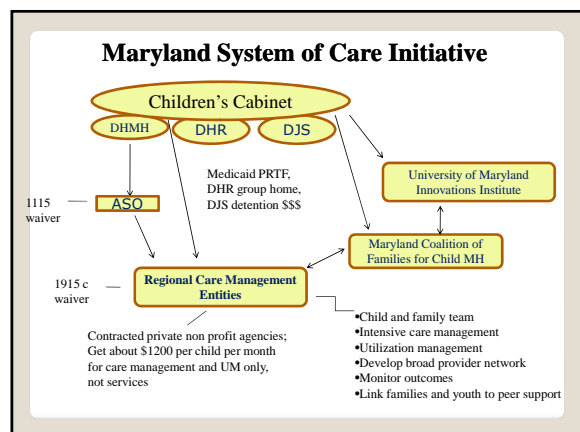 Maryland System of Care Initiative
Children's Cabinet
DHMH
DHR
DJS
Medicaid PRTF,
DHR group home,
DJS detention $$$
University of Maryland
Innovations Institute
1115
waiver
ASO
Maryland Coalition of
Families for Child MH
1915 c
waiver
Regional Care Management
Entities
Contracted private non profit agencies;
Get about $1200 per child per month
for care management and UM only,
not services
•Child and family team
•Intensive care management
•Utilization management
•Develop broad provider network
•Monitor outcomes
•Link families and youth to peer support